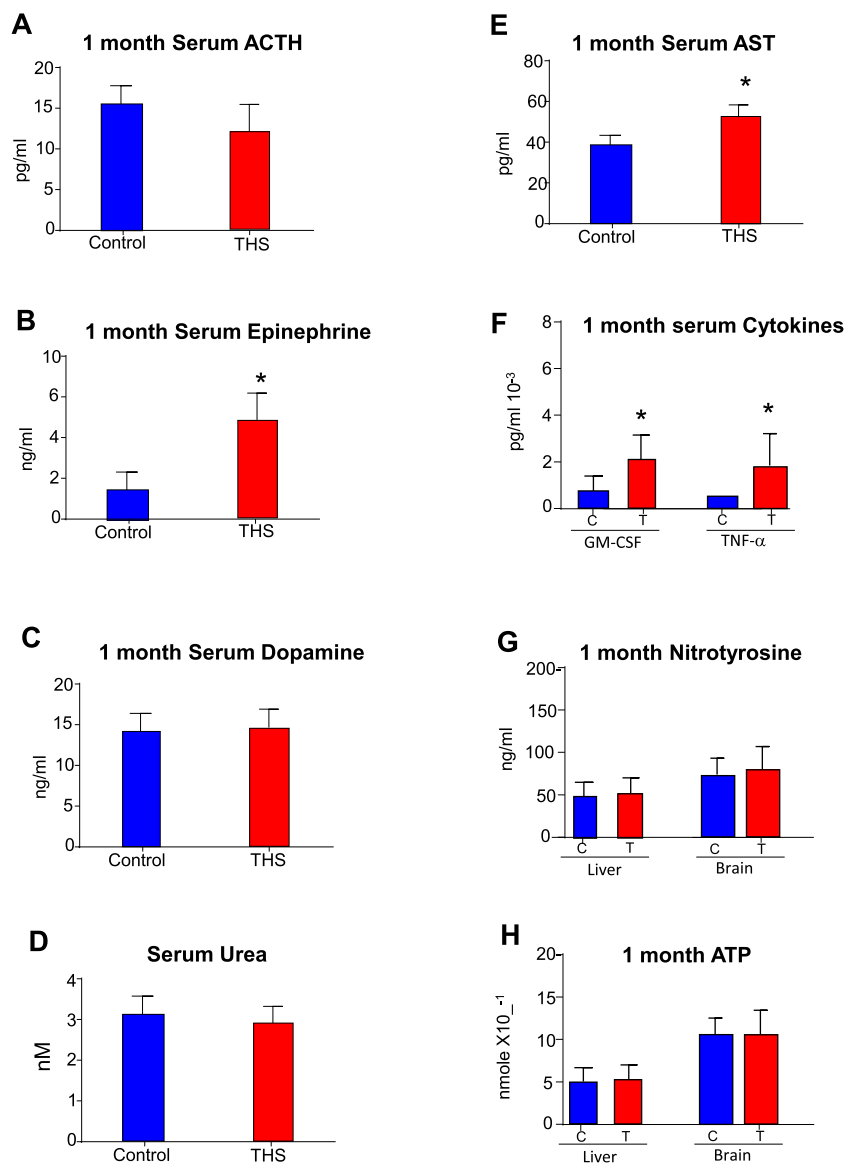 A
1 month Serum ACTH
pg/ml
20
15
10
5
0
Control
THS
B
1 month Serum Epinephrine
ng/ml
10
6
4
2
0
*
Control
THS
C
1 month Serum Dopamine
ng/ml
20
15
10
5
0
Control
THS
D
Serum Urea
nM
4
3
2
1
0
Control
THS
E
1 month Serum AST
pg/ml
80
60
40
20
0
*
Control
THS
F
1 month serum Cytokines
pg/ml 10-3
8
6
4
2
0
* *
C T C T
GM-CSF TNF-α
G
1 month Nitrotyrosine
ng/ml
200
150
100
50
0
C T C T
Liver Brain
H
1 month ATP
nmole X10_-1
20
15
10
5
0
C T C T
Liver Brain